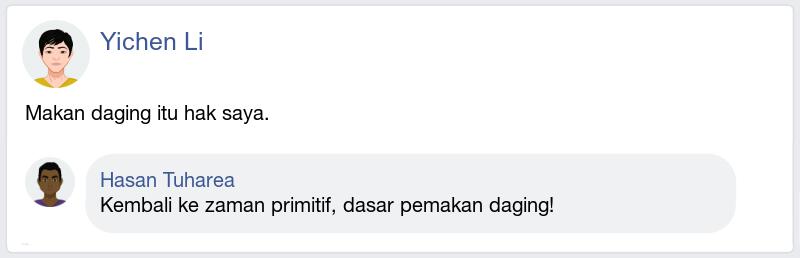 Yichen Li
Makan daging itu hak saya.
Hasan Tuharea
Kembali ke zaman primitif, dasar pemakan daging!